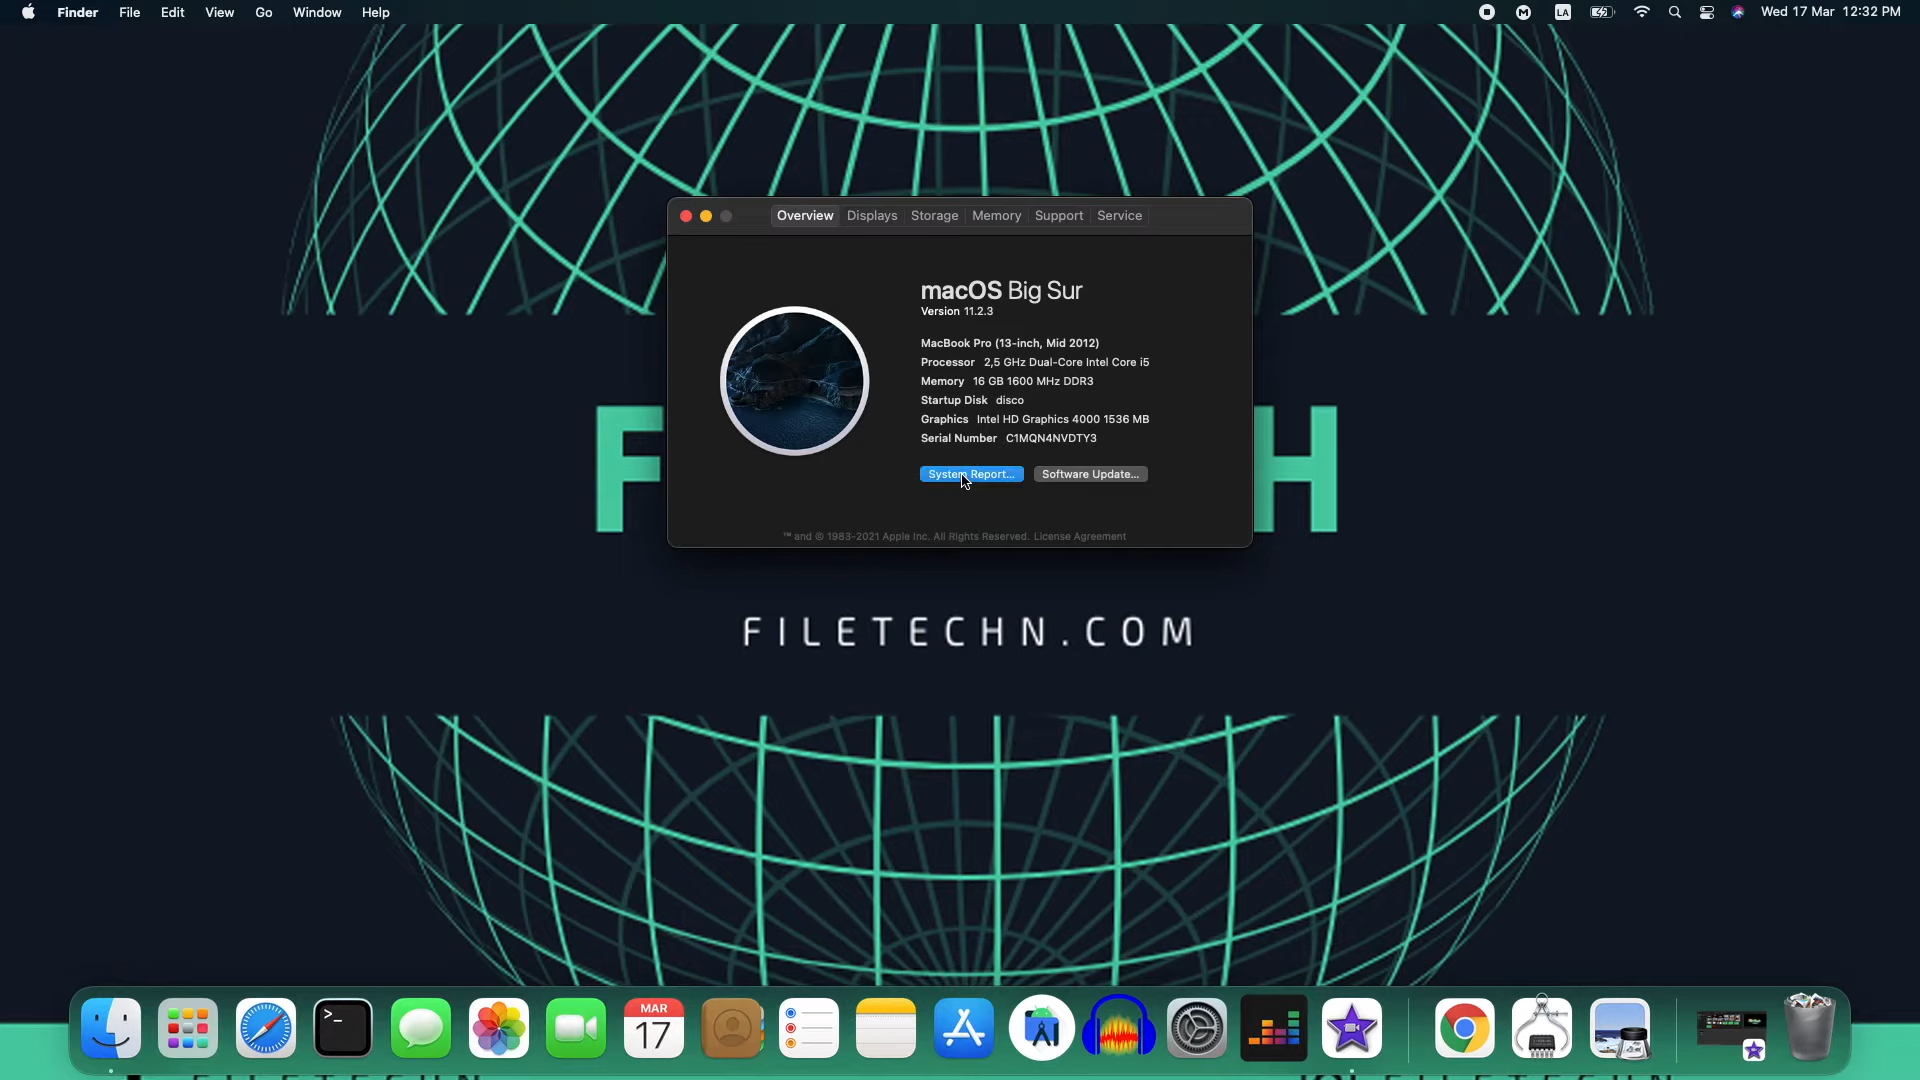 Finder File Edit View Go Window Help LA Wed 17 Mar 12:32 PM
Overview Displays Storage Memory Support Service
macOS Big Sur
Version 11.2.3
MacBook Pro (13-inch, Mid 2012)
Processor 2,5 GHz Dual-Core Intel Core i5
Memory 16 GB 1600 MHz DDR3
Startup Disk disco
Graphics Intel HD Graphics 4000 1536 MB
Serial Number C1MQN4NVDTY3
System Report... Software Update...
™ and © 1983-2021 Apple Inc. All Rights Reserved. License Agreement
F H
FILETECHN.COM
MAR
17
>_